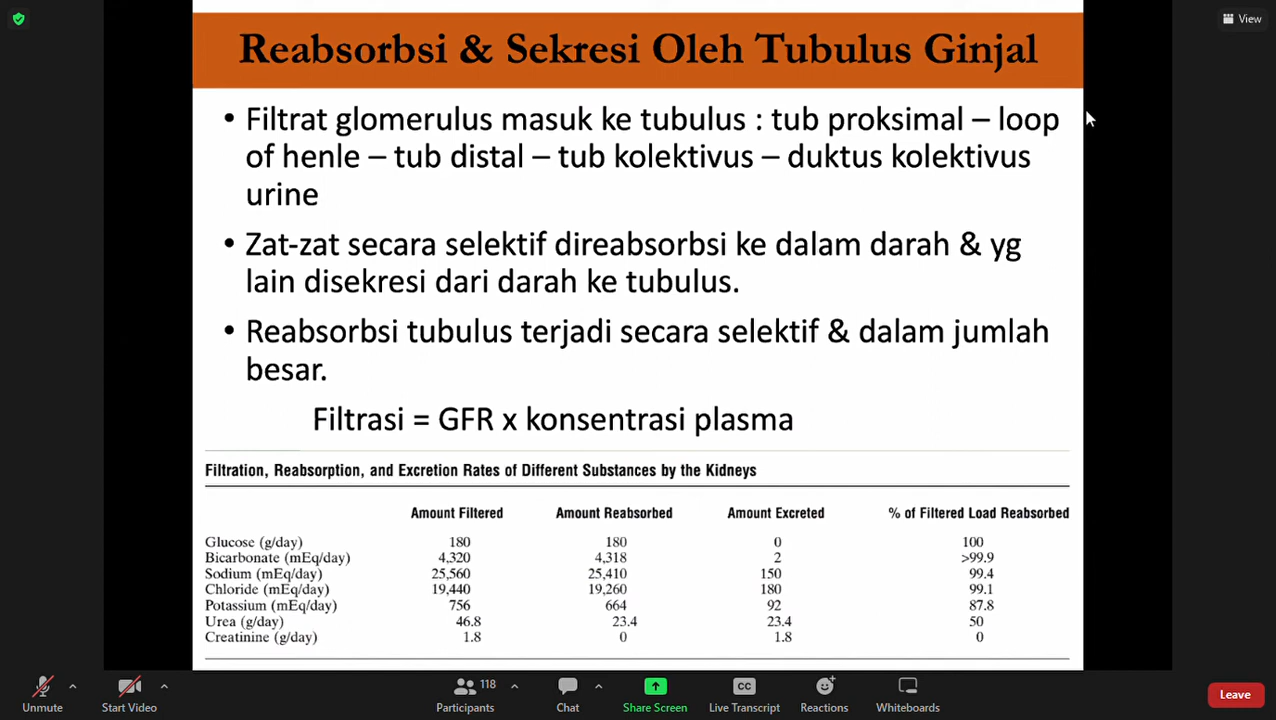 View
Reabsorbsi & Sekresi Oleh Tubulus Ginjal
• Filtrat glomerulus masuk ke tubulus : tub proksimal – loop
of henle – tub distal – tub kolektivus – duktus kolektivus
urine
• Zat-zat secara selektif direabsorbsi ke dalam darah & yg
lain disekresi dari darah ke tubulus.
• Reabsorbsi tubulus terjadi secara selektif & dalam jumlah
besar.
Filtrasi = GFR x konsentrasi plasma
Filtration, Reabsorption, and Excretion Rates of Different Substances by the Kidneys
Amount Filtered Amount Reabsorbed Amount Excreted % of Filtered Load Reabsorbed
Glucose (g/day) 180 180 0 100
Bicarbonate (mEq/day) 4,320 4,318 2 >99.9
Sodium (mEq/day) 25,560 25,410 150 99.4
Chloride (mEq/day) 19,440 19,260 180 99.1
Potassium (mEq/day) 756 664 92 87.8
Urea (g/day) 46.8 23.4 23.4 50
Creatinine (g/day) 1.8 0 1.8 0
118
CC
Unmute Start Video Participants Chat Share Screen Live Transcript Reactions Whiteboards Leave